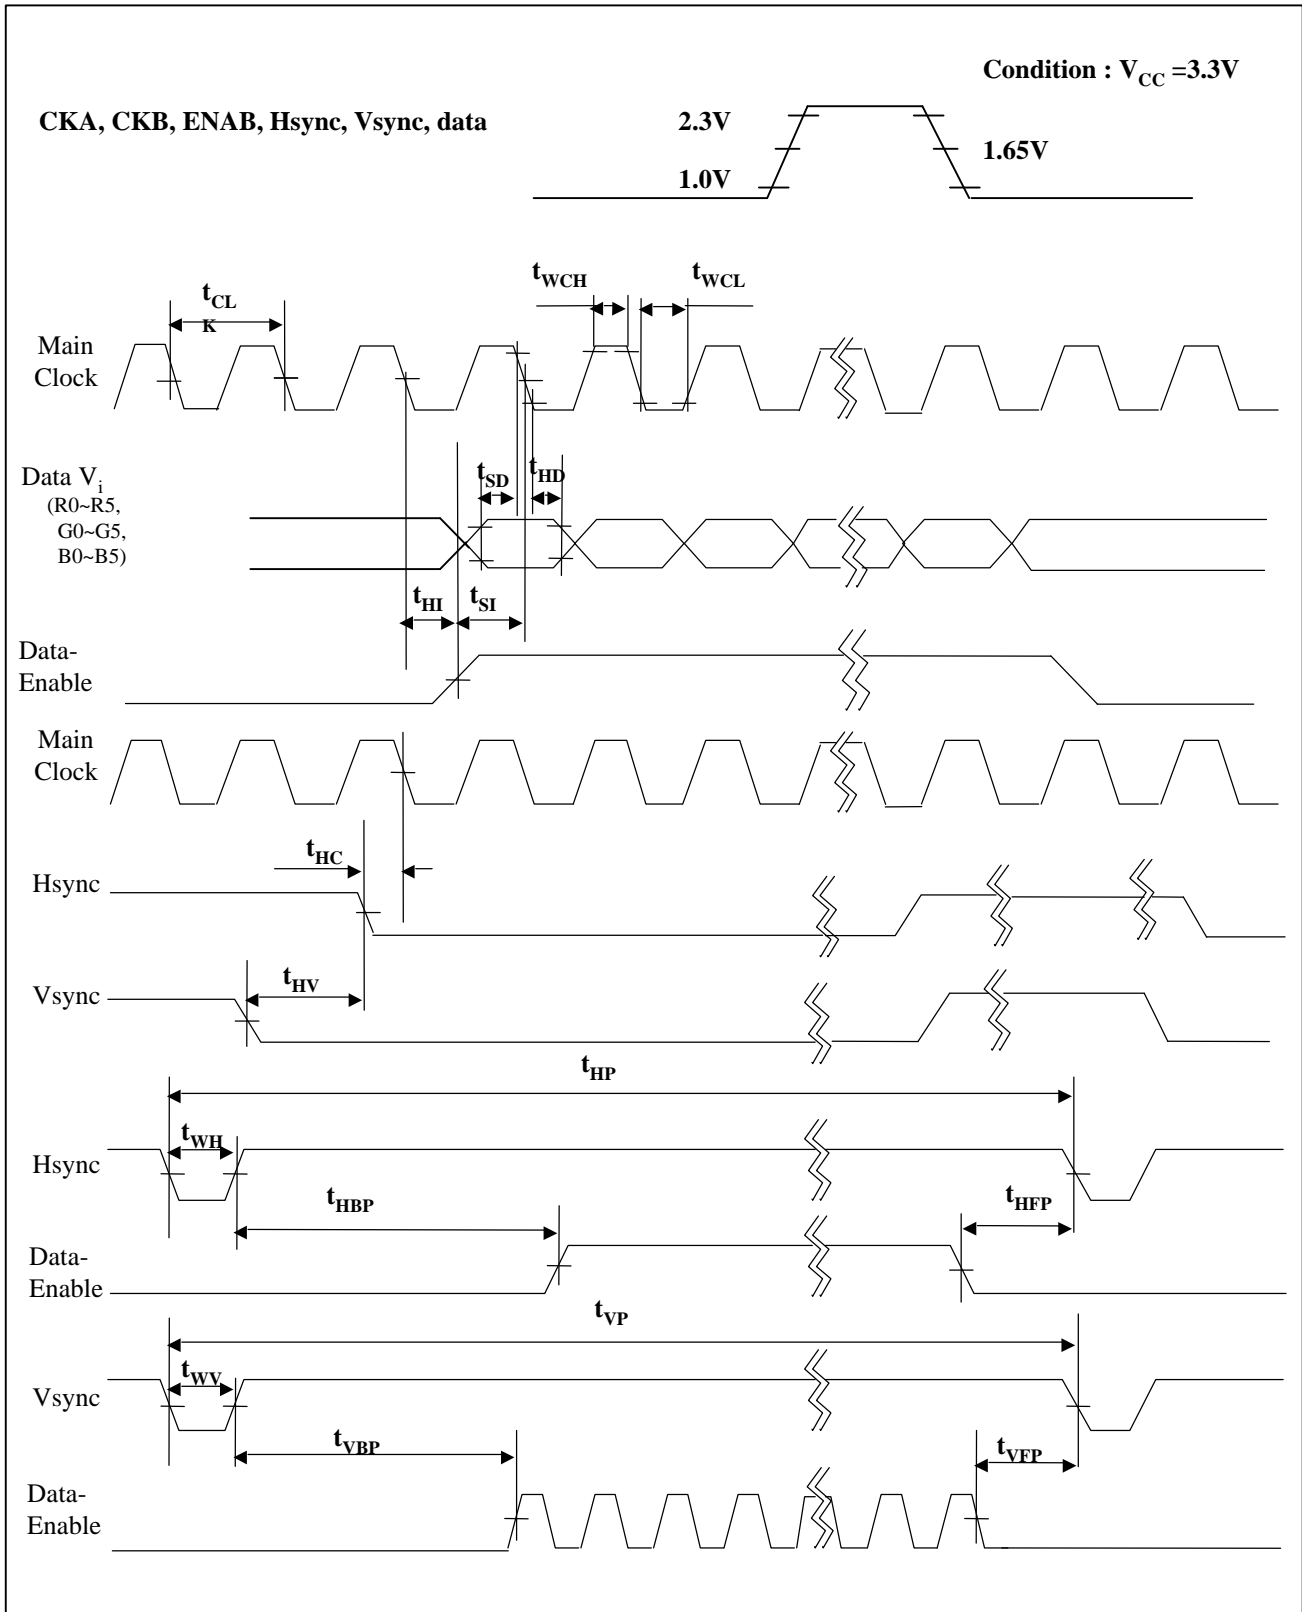 Condition : VCC =3.3V
CKA, CKB, ENAB, Hsync, Vsync, data
2.3V
1.65V
1.0V
tWCH
tWCL
tCL
K
Main
Clock
Data Vi
(R0~R5,
G0~G5,
B0~B5)
tSD
tHD
tHI
tSI
Data-
Enable
Main
Clock
tHC
Hsync
tHV
Vsync
tHP
tWH
Hsync
tHBP
tHFP
Data-
Enable
tVP
tWV
Vsync
tVBP
tVFP
Data-
Enable